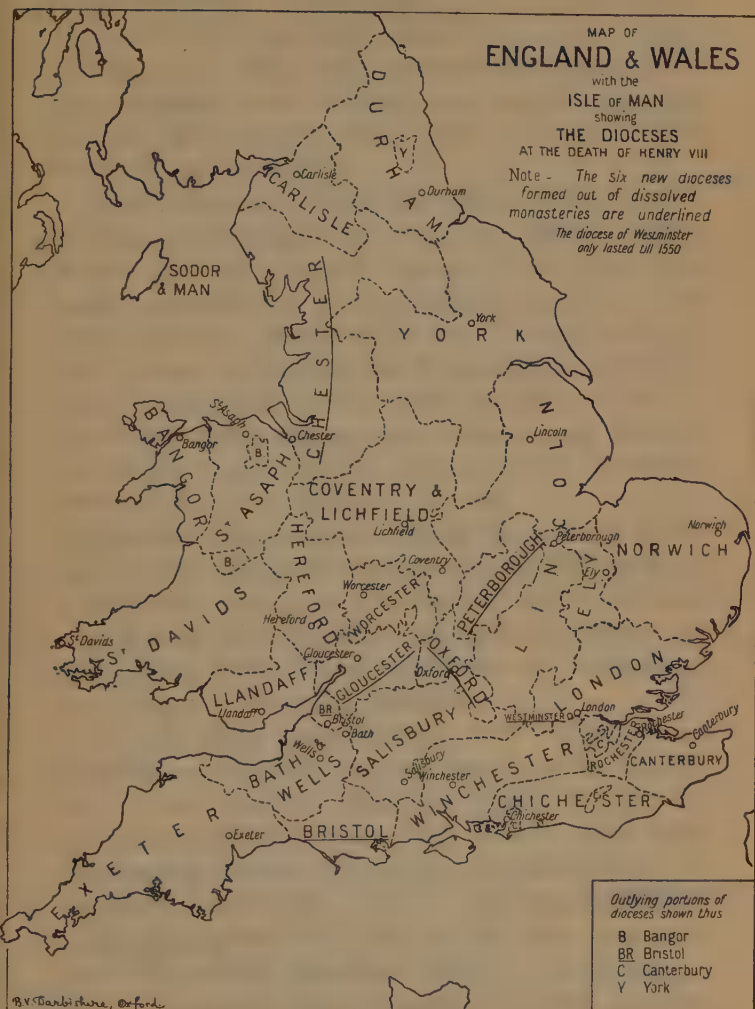 MAP OF
ENGLAND & WALES
with the
ISLE OF MAN
showing
THE DIOCESES
AT THE DEATH OF HENRY VIII
Note - The six new dioceses
formed out of dissolved
monasteries are underlined
The diocese of Westminster
only lasted till 1550
DURHAM
Y
Carlisle
CARLISLE
Durham
SODOR
& MAN
CHESTER
YORK
York
BANGOR
St Asaph
Bangor
B
Chester
ST ASAPH
LINCOLN
Lincoln
COVENTRY &
LICHFIELD
Lichfield
HEREFORD
B
Peterborough
PETERBOROUGH
Norwich
NORWICH
Ely
ELY
Coventry
Worcester
WORCESTER
St Davids
ST DAVIDS
Hereford
Gloucester
GLOUCESTER
OXFORD
Oxford
LLANDAFF
Llandaff
LONDON
WESTMINSTER
London
BR
Bristol
Bath
Wells
BATH &
WELLS
SALISBURY
Salisbury
Winchester
WINCHESTER
C
Rochester
ROCHESTER
Canterbury
CANTERBURY
CHICHESTER
C
Chichester
C
EXETER
Exeter
BRISTOL
Outlying portions of
dioceses shown thus
B Bangor
BR Bristol
C Canterbury
Y York
B.V. Darbishire, Oxford.